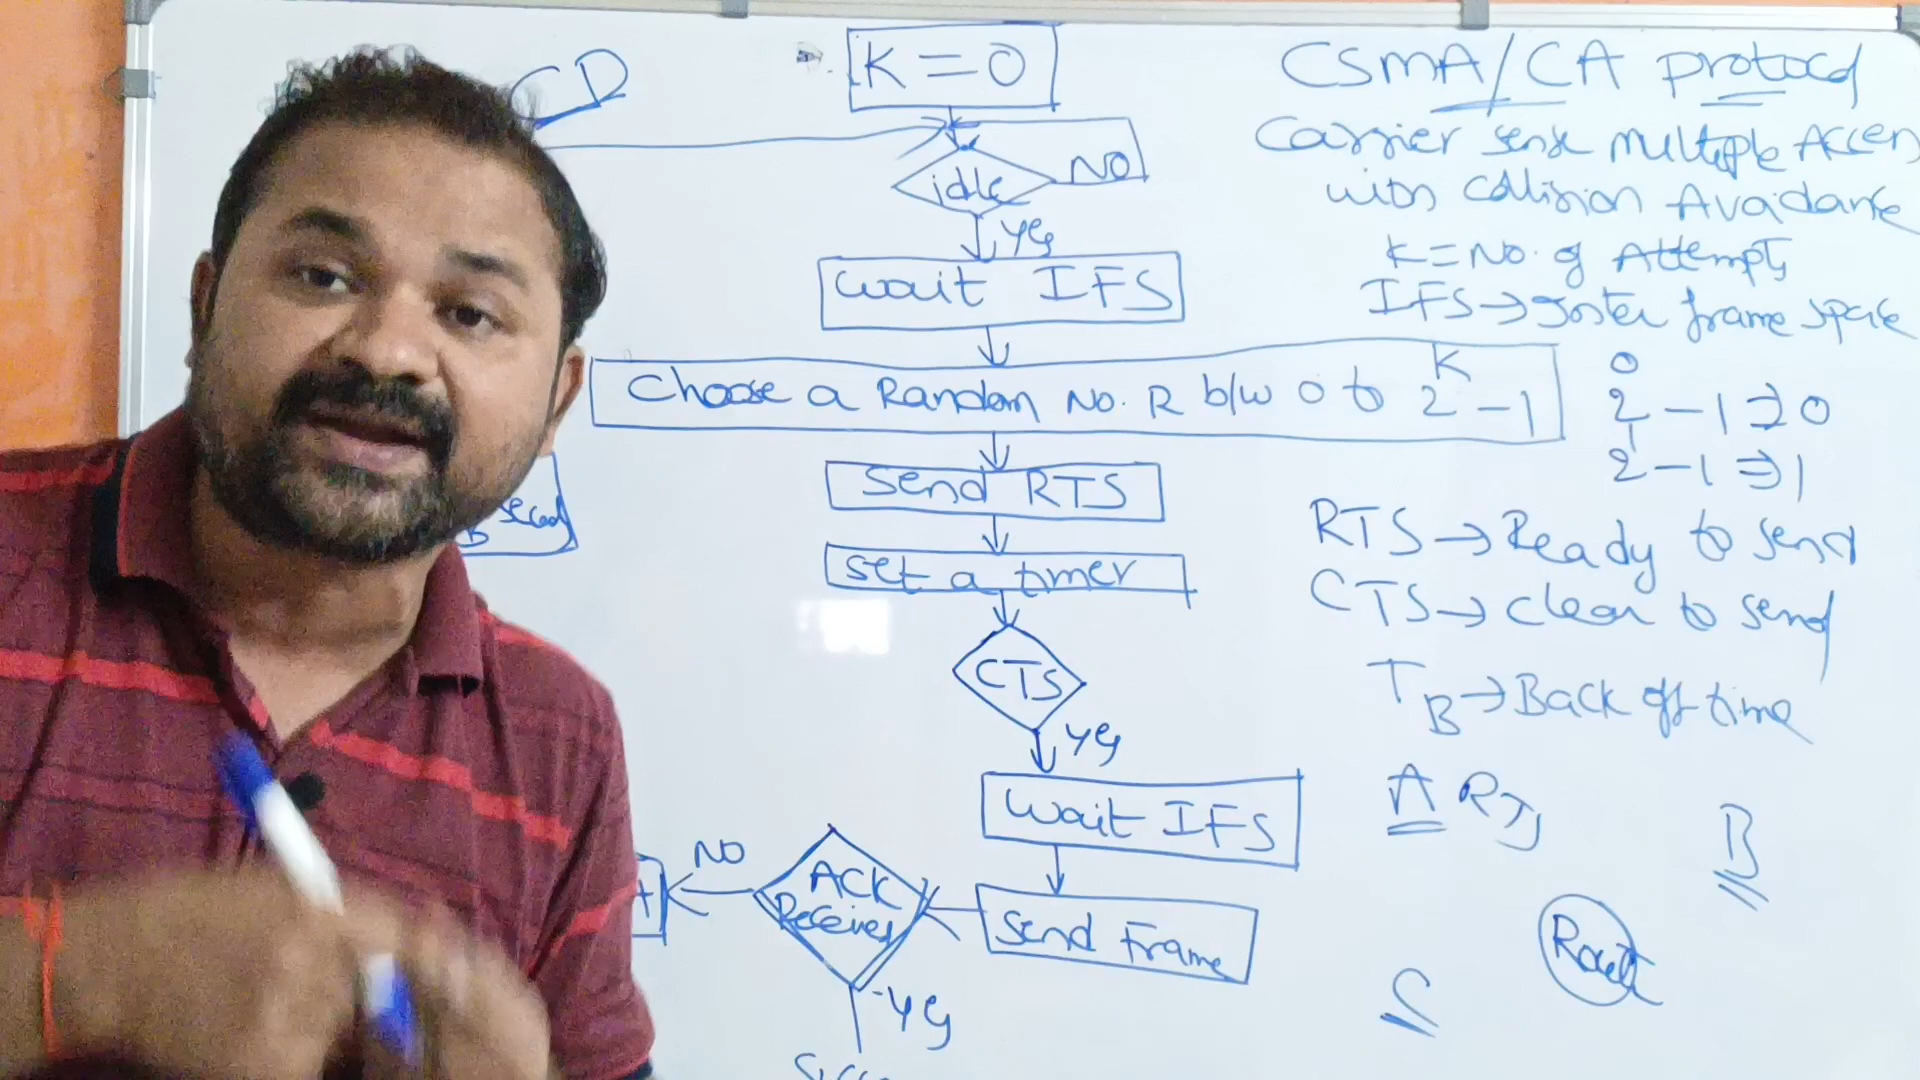 CD
K=0
idle
NO
Yes
wait IFS
Choose a Random No. R b/w 0 to 2^K-1
Send RTS
set a timer
CTS
Yes
wait IFS
Send Frame
ACK
Receives
NO
Yes
CSMA/CA protocol
Carrier sense Multiple Access
with Collision Avoidance
K=No. of Attempts
IFS→Inter frame space
2^0-1⇒0
2^1-1⇒1
RTS→Ready to send
CTS→Clear to send
T_B→Back off time
A RTS
B
C